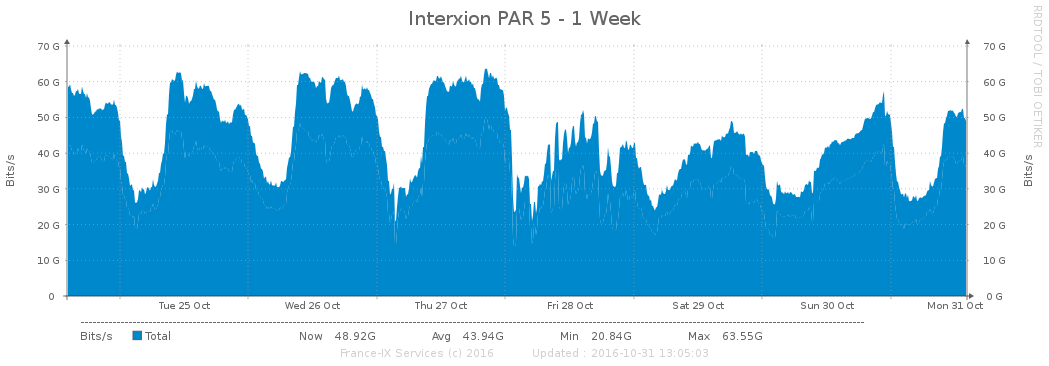 Interxion PAR 5 - 1 Week
RRDTOOL / TOBI OETIKER
Bits/s
70 G 70 G
60 G 60 G
50 G 50 G
40 G 40 G
30 G 30 G
20 G 20 G
10 G 10 G
0 0 G
Bits/s
Tue 25 Oct Wed 26 Oct Thu 27 Oct Fri 28 Oct Sat 29 Oct Sun 30 Oct Mon 31 Oct
Bits/s Total Now 48.92G Avg 43.94G Min 20.84G Max 63.55G
France-IX Services (c) 2016 Updated : 2016-10-31 13:05:03